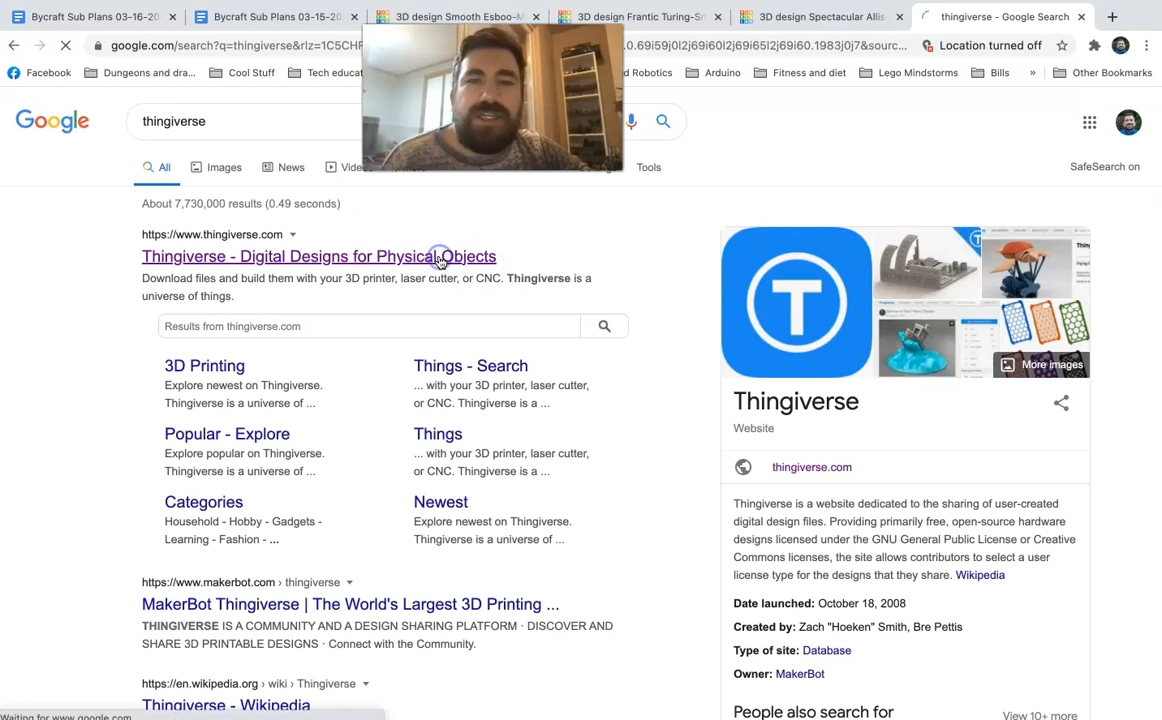 Bycraft Sub Plans 03-16-20
Bycraft Sub Plans 03-15-20
3D design Smooth Esboo-M
3D design Frantic Turing-Sn
3D design Spectacular Allis
thingiverse - Google Search
google.com/search?q=thingiverse&rlz=1C5CHF
.0.69i59j0l2j69i60l2j69i65l2j69i60.1983j0j7&sourc...
Location turned off
Facebook
Dungeons and dra...
Cool Stuff
Tech educat
d Robotics
Arduino
Fitness and diet
Lego Mindstorms
Bills
»
Other Bookmarks
Google
thingiverse
All
Images
News
Vide
Tools
SafeSearch on
About 7,730,000 results (0.49 seconds)
https://www.thingiverse.com
Thingiverse - Digital Designs for Physical Objects
Download files and build them with your 3D printer, laser cutter, or CNC. Thingiverse is a
universe of things.
Results from thingiverse.com
3D Printing
Explore newest on Thingiverse.
Thingiverse is a universe of ...
Things - Search
... with your 3D printer, laser cutter,
or CNC. Thingiverse is a ...
Popular - Explore
Explore popular on Thingiverse.
Thingiverse is a universe of ...
Things
... with your 3D printer, laser cutter,
or CNC. Thingiverse is a ...
Categories
Household - Hobby - Gadgets -
Learning - Fashion - ...
Newest
Explore newest on Thingiverse.
Thingiverse is a universe of ...
https://www.makerbot.com › thingiverse
MakerBot Thingiverse | The World's Largest 3D Printing ...
THINGIVERSE IS A COMMUNITY AND A DESIGN SHARING PLATFORM · DISCOVER AND
SHARE 3D PRINTABLE DESIGNS · Connect with the Community.
https://en.wikipedia.org › wiki › Thingiverse
Thingiverse - Wikipedia
Waiting for www.google.com
T
More images
Thingiverse
Website
thingiverse.com
Thingiverse is a website dedicated to the sharing of user-created
digital design files. Providing primarily free, open-source hardware
designs licensed under the GNU General Public License or Creative
Commons licenses, the site allows contributors to select a user
license type for the designs that they share. Wikipedia
Date launched: October 18, 2008
Created by: Zach "Hoeken" Smith, Bre Pettis
Type of site: Database
Owner: MakerBot
People also search for
View 10+ more